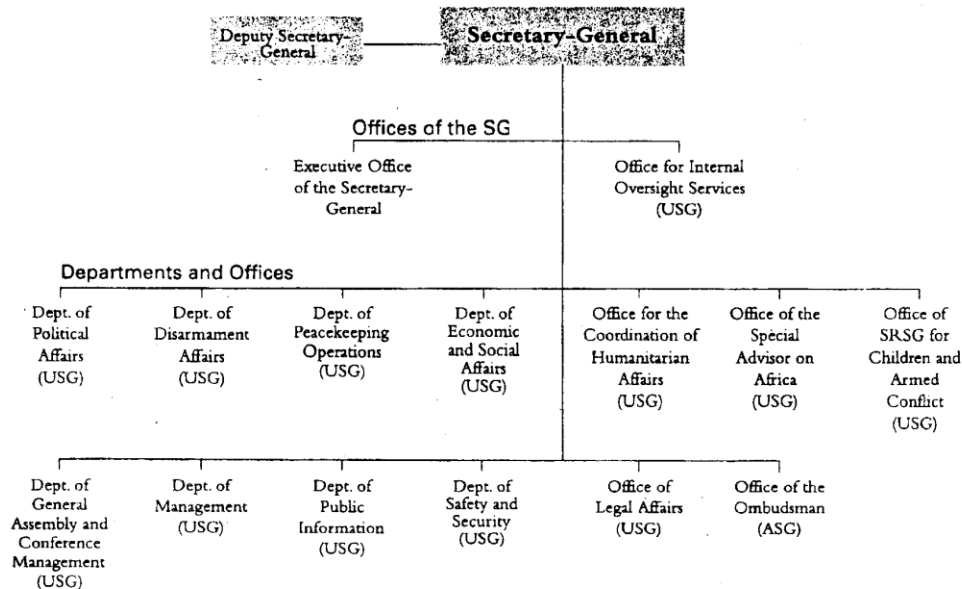 Deputy Secretary-
General
Secretary-General
Offices of the SG
Executive Office
of the Secretary-
General
Office for Internal
Oversight Services
(USG)
Departments and Offices
Dept. of
Political
Affairs
(USG)
Dept. of
Disarmament
Affairs
(USG)
Dept. of
Peacekeeping
Operations
(USG)
Dept. of
Economic
and Social
Affairs
(USG)
Office for the
Coordination of
Humanitarian
Affairs
(USG)
Office of the
Special
Advisor on
Africa
(USG)
Office of
SRSG for
Children and
Armed
Conflict
(USG)
Dept. of
General
Assembly and
Conference
Management
(USG)
Dept. of
Management
(USG)
Dept. of
Public
Information
(USG)
Dept. of
Safety and
Security
(USG)
Office of
Legal Affairs
(USG)
Office of the
Ombudsman
(ASG)